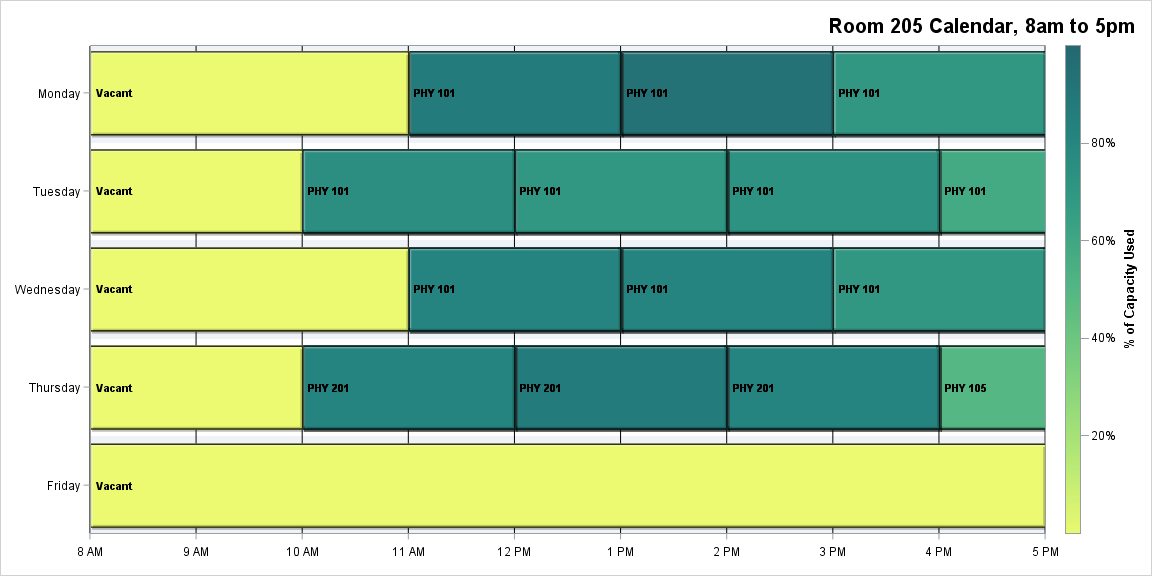 Room 205 Calendar, 8am to 5pm
Monday
Vacant
PHY 101
PHY 101
PHY 101
Tuesday
Vacant
PHY 101
PHY 101
PHY 101
PHY 101
Wednesday
Vacant
PHY 101
PHY 101
PHY 101
Thursday
Vacant
PHY 201
PHY 201
PHY 201
PHY 105
Friday
Vacant
8 AM
9 AM
10 AM
11 AM
12 PM
1 PM
2 PM
3 PM
4 PM
5 PM
80%
60%
40%
20%
% of Capacity Used